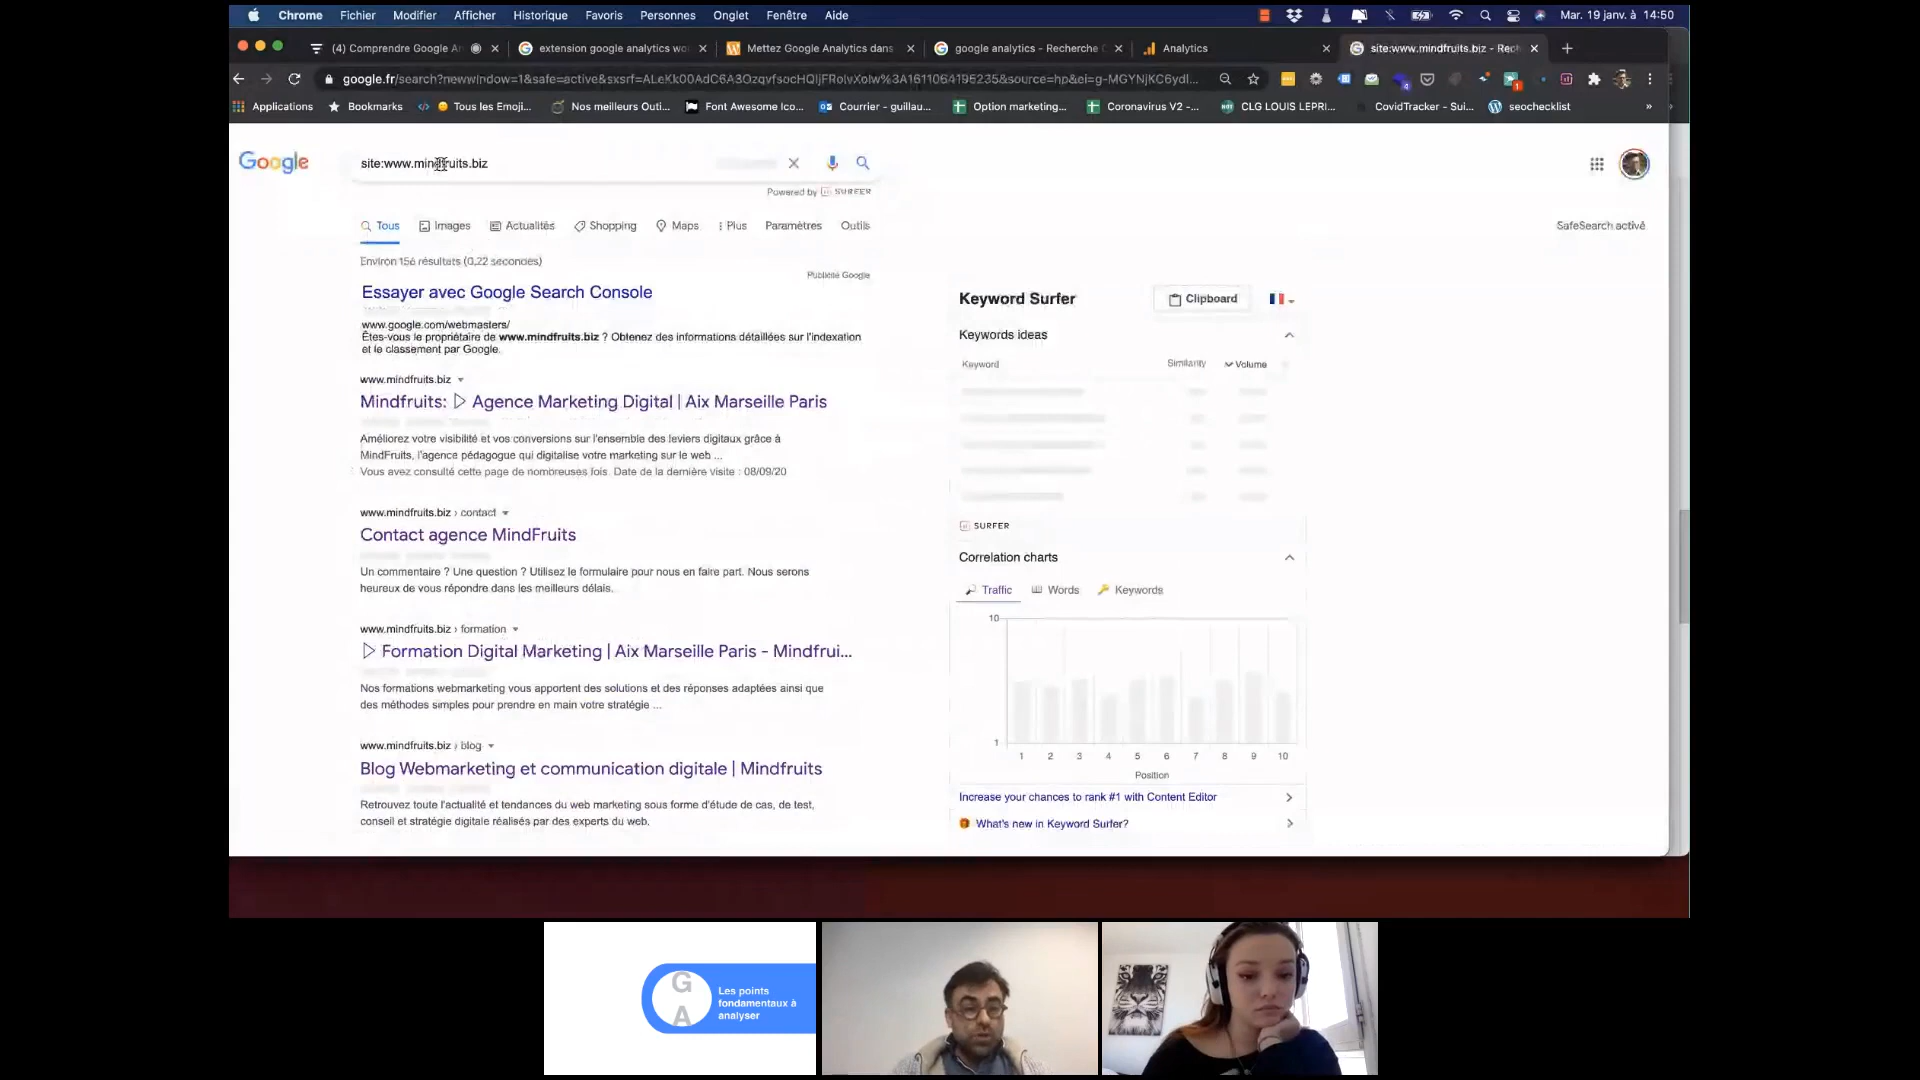 Chrome Fichier Modifier Afficher Historique Favoris Personnes Onglet Fenêtre Aide
Mar. 19 janv. à 14:50
(4) Comprendre Google An
extension google analytics wo
Mettez Google Analytics dans
google analytics - Recherche
Analytics
site:www.mindfruits.biz - Rech
google.fr/search?newwindow=1&safe=active&sxsrf=
Applications
Bookmarks
Tous les Emoji...
Nos meilleurs Outi...
Font Awesome Ico...
Courrier - guillau...
Option marketing...
Coronavirus V2 -...
CLG LOUIS LEPRI...
CovidTracker - Sui...
seochecklist
»
Google
site:www.mindfruits.biz
Powered by SURFER
Tous
Images
Actualités
Shopping
Maps
Plus
Paramètres
Outils
SafeSearch activé
Environ 156 résultats (0,22 secondes)
Publicité Google
Essayer avec Google Search Console
www.google.com/webmasters/
Êtes-vous le propriétaire de www.mindfruits.biz ? Obtenez des informations détaillées sur l'indexation
et le classement par Google.
www.mindfruits.biz
Mindfruits: ▷ Agence Marketing Digital | Aix Marseille Paris
Améliorez votre visibilité et vos conversions sur l'ensemble des leviers digitaux grâce à
MindFruits, l'agence pédagogue qui digitalise votre marketing sur le web ...
Vous avez consulté cette page de nombreuses fois. Date de la dernière visite : 08/09/20
www.mindfruits.biz › contact
Contact agence MindFruits
Un commentaire ? Une question ? Utilisez le formulaire pour nous en faire part. Nous serons
heureux de vous répondre dans les meilleurs délais.
www.mindfruits.biz › formation
▷ Formation Digital Marketing | Aix Marseille Paris - Mindfrui...
Nos formations webmarketing vous apportent des solutions et des réponses adaptées ainsi que
des méthodes simples pour prendre en main votre stratégie ...
www.mindfruits.biz › blog
Blog Webmarketing et communication digitale | Mindfruits
Retrouvez toute l'actualité et tendances du web marketing sous forme d'étude de cas, de test,
conseil et stratégie digitale réalisés par des experts du web.
Keyword Surfer
Clipboard
Keywords ideas
Keyword Similarity Volume
SURFER
Correlation charts
Traffic
Words
Keywords
10
1
1 2 3 4 5 6 7 8 9 10
Position
Increase your chances to rank #1 with Content Editor
What's new in Keyword Surfer?
G
A
Les points
fondamentaux à
analyser